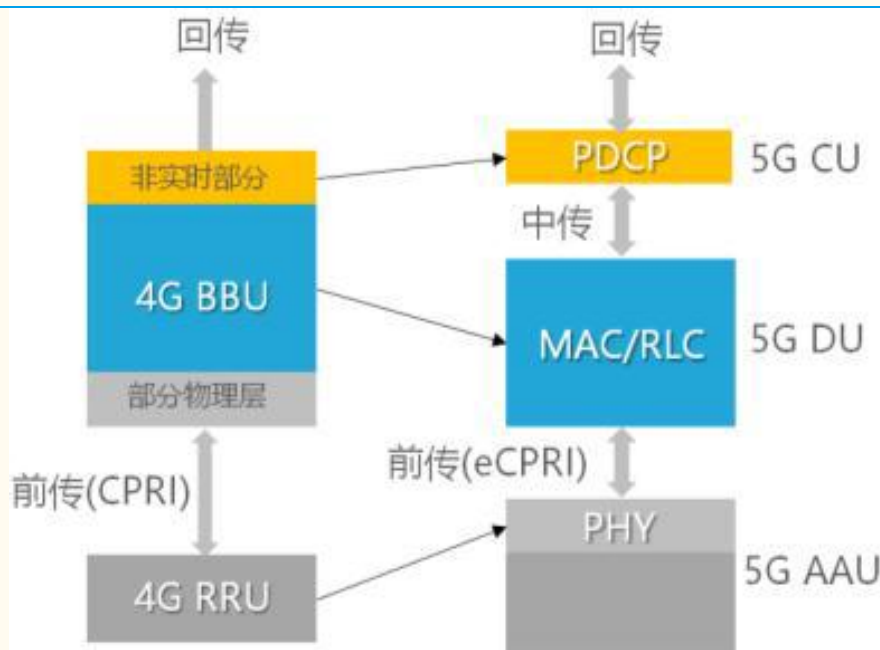 回传
非实时部分
4G BBU
部分物理层
前传(CPRI)
4G RRU
回传
PDCP
5G CU
中传
MAC/RLC
5G DU
前传(eCPRI)
PHY
5G AAU